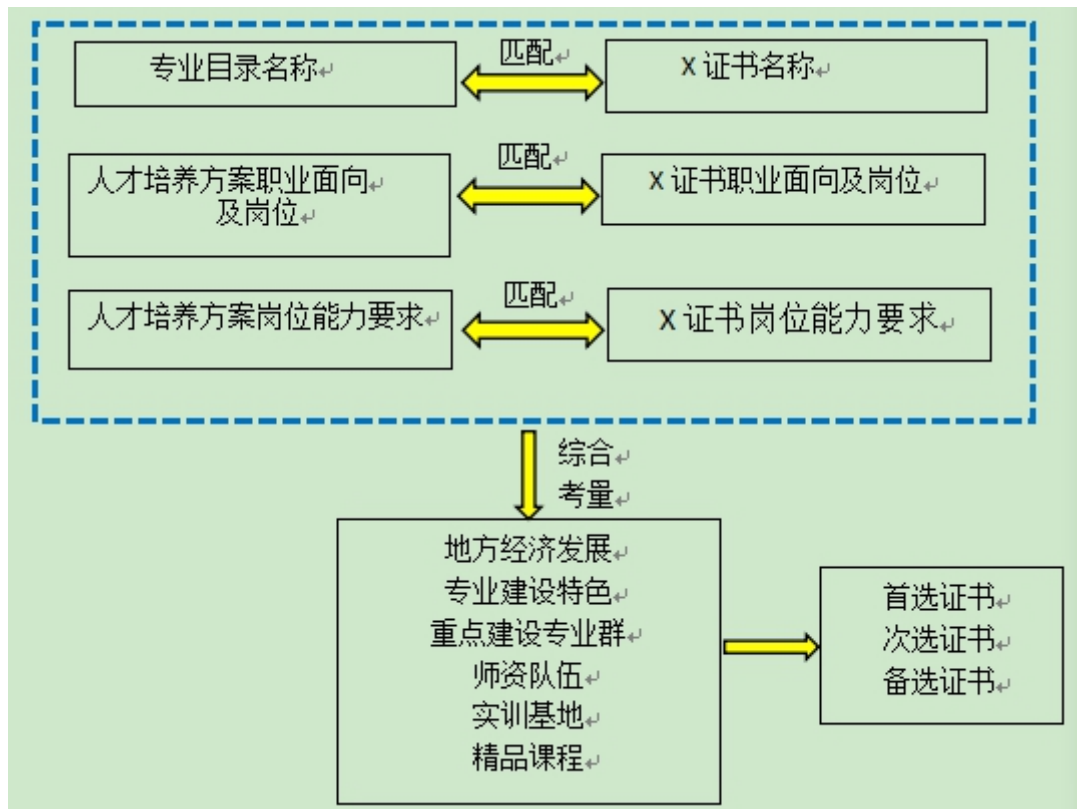 专业目录名称
匹配
X 证书名称
人才培养方案职业面向
及岗位
匹配
X 证书职业面向及岗位
人才培养方案岗位能力要求
匹配
X 证书岗位能力要求
综合
考量
地方经济发展
专业建设特色
重点建设专业群
师资队伍
实训基地
精品课程
首选证书
次选证书
备选证书